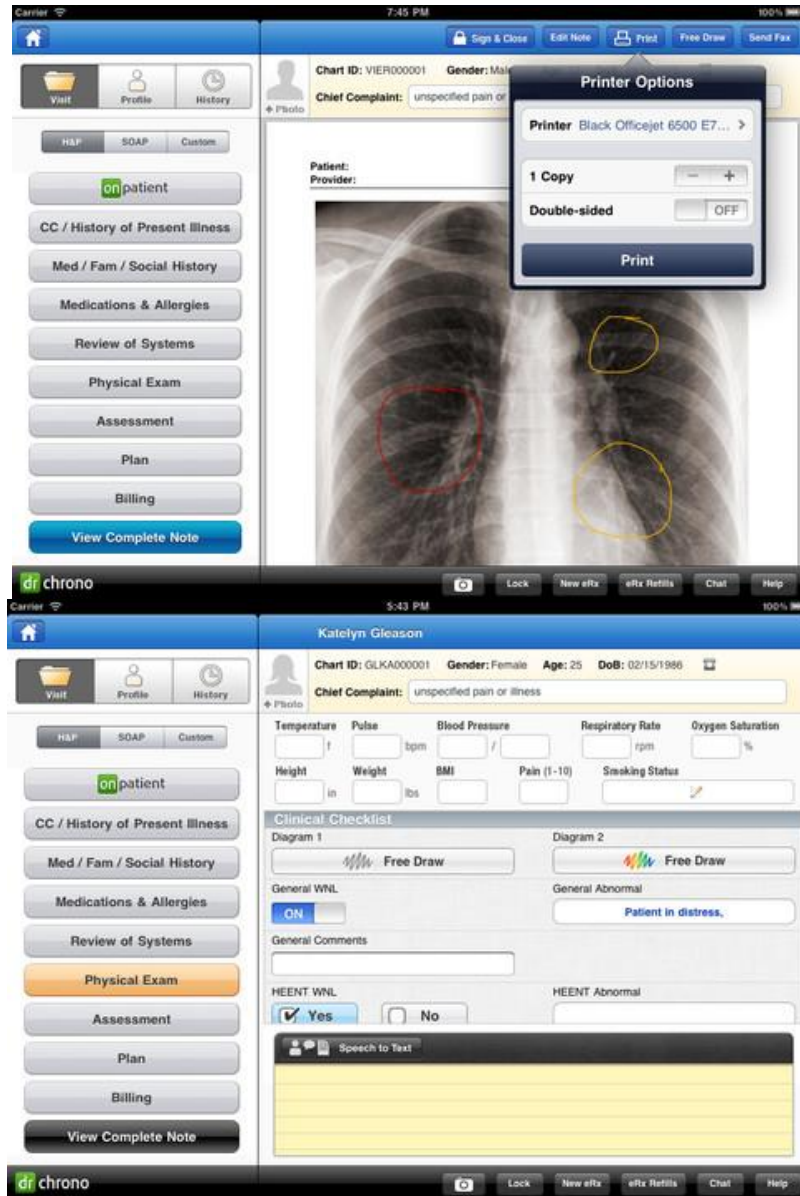 Carrier 7:45 PM 100%
Sign & Close Edit Note Print Free Draw Send Fax
Visit Profile History
+ Photo
Chart ID: VIER000001 Gender: Male
Chief Complaint: unspecified pain or
Printer Options
Printer Black Officejet 6500 E7... >
1 Copy - +
Double-sided OFF
Print
H&P SOAP Custom
onpatient
CC / History of Present Illness
Med / Fam / Social History
Medications & Allergies
Review of Systems
Physical Exam
Assessment
Plan
Billing
View Complete Note
Patient:
Provider:
dr chrono Lock New eRx eRx Refills Chat Help
Carrier 5:43 PM 100%
Katelyn Gleason
Visit Profile History
+ Photo
Chart ID: GLKA000001 Gender: Female Age: 25 DoB: 02/15/1986
Chief Complaint: unspecified pain or illness
H&P SOAP Custom
onpatient
CC / History of Present Illness
Med / Fam / Social History
Medications & Allergies
Review of Systems
Physical Exam
Assessment
Plan
Billing
View Complete Note
Temperature Pulse Blood Pressure Respiratory Rate Oxygen Saturation
f bpm / rpm %
Height Weight BMI Pain (1-10) Smoking Status
in lbs
Clinical Checklist
Diagram 1 Diagram 2
Free Draw Free Draw
General WNL General Abnormal
ON Patient in distress,
General Comments
HEENT WNL HEENT Abnormal
Yes No
Speech to Text
dr chrono Lock New eRx eRx Refills Chat Help